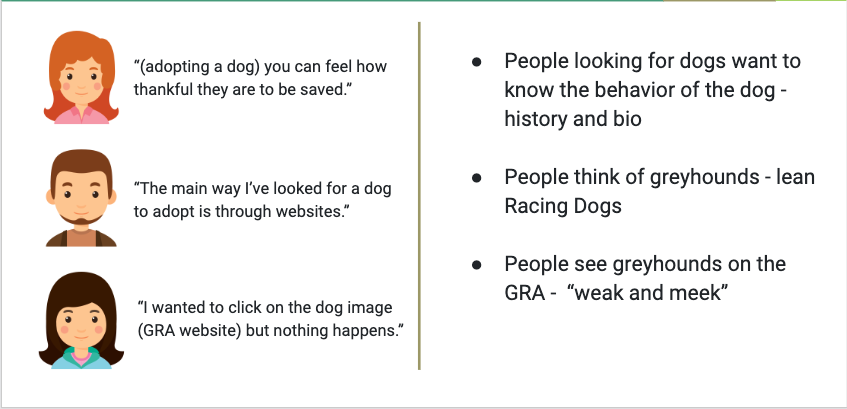 “(adopting a dog) you can feel how
thankful they are to be saved.”
“The main way I’ve looked for a dog
to adopt is through websites.”
“I wanted to click on the dog image
(GRA website) but nothing happens.”
● People looking for dogs want to
know the behavior of the dog -
history and bio
● People think of greyhounds - lean
Racing Dogs
● People see greyhounds on the
GRA -  “weak and meek”